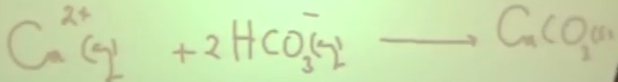 Ca²⁺(aq) + 2HCO₃⁻(aq) ⟶ CaCO₃(s)